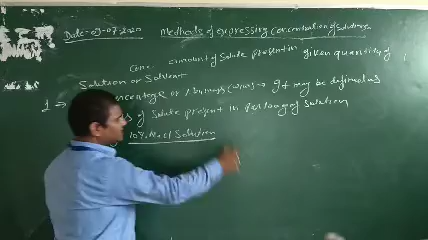 Date=03-07-2020 Methods of expressing concentration of Solutions
Conc. amount of Solute present in given quantity of
Solution or Solvent
1 ⇒ percentage or by mass (w/w) → It may be defined as
of Solute present in per 100g of Solution
10% NaCl Solution